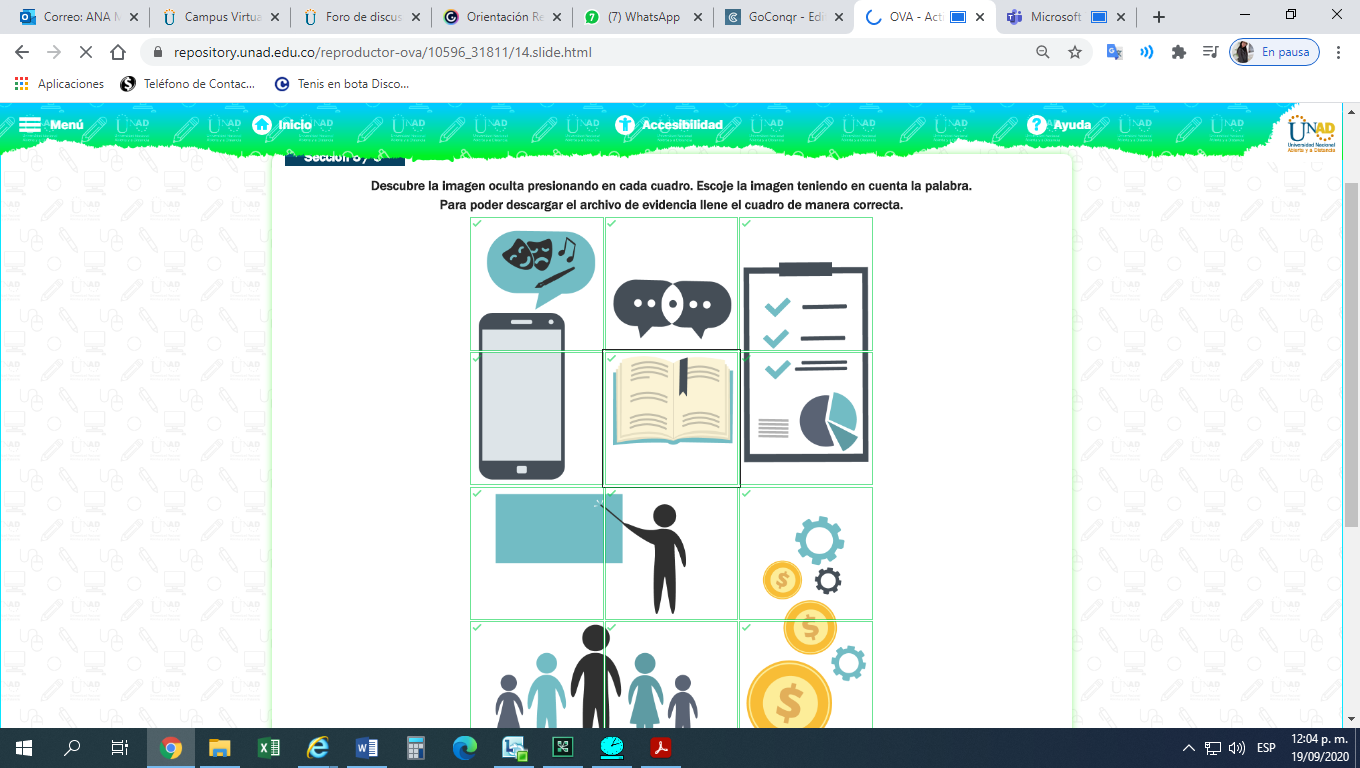 Correo: ANA M
Campus Virtua
Foro de discus
Orientación Re
(7) WhatsApp
GoConqr - Edi
OVA - Act
Microsoft
repository.unad.edu.co/reproductor-ova/10596_31811/14.slide.html
En pausa
Aplicaciones
Teléfono de Contac...
Tenis en bota Disco...
Menú
Inicio
Accesibilidad
Ayuda
UNAD
Universidad Nacional
Abierta y a Distancia
Descubre la imagen oculta presionando en cada cuadro. Escoje la imagen teniendo en cuenta la palabra.
Para poder descargar el archivo de evidencia llene el cuadro de manera correcta.
ESP
12:04 p. m.
19/09/2020